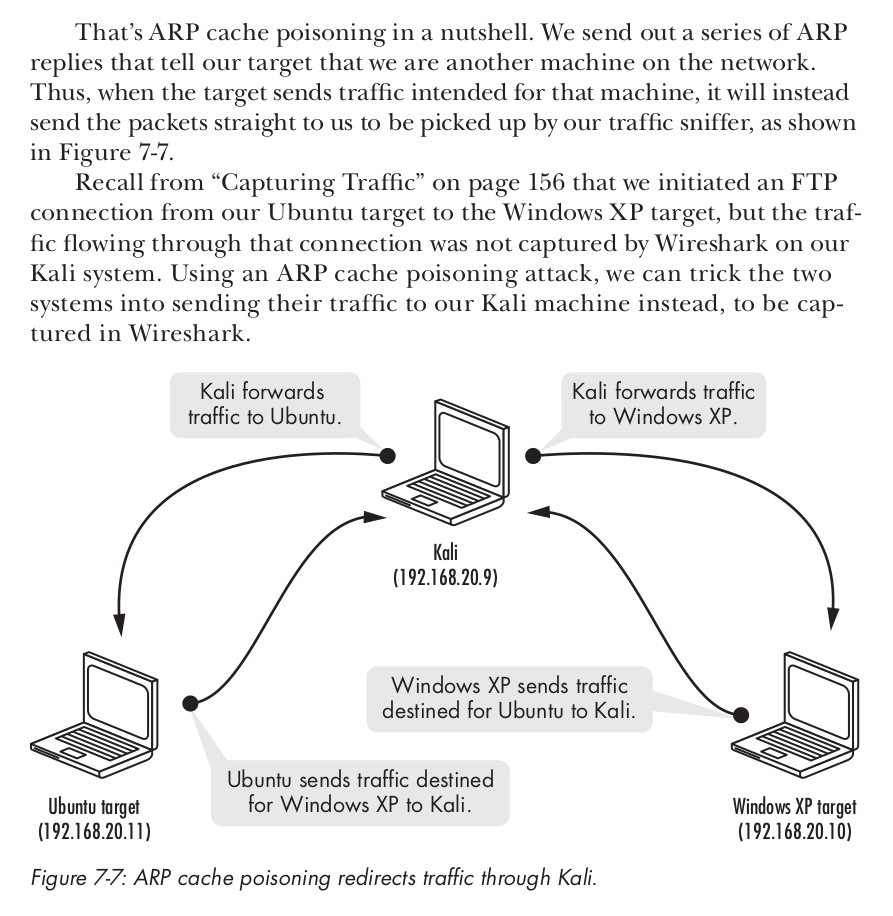 That’s ARP cache poisoning in a nutshell. We send out a series of ARP
replies that tell our target that we are another machine on the network.
Thus, when the target sends traffic intended for that machine, it will instead
send the packets straight to us to be picked up by our traffic sniffer, as shown
in Figure 7-7.
Recall from “Capturing Traffic” on page 156 that we initiated an FTP
connection from our Ubuntu target to the Windows XP target, but the traf-
fic flowing through that connection was not captured by Wireshark on our
Kali system. Using an ARP cache poisoning attack, we can trick the two
systems into sending their traffic to our Kali machine instead, to be cap-
tured in Wireshark.
Kali forwards
traffic to Ubuntu.
Kali forwards traffic
to Windows XP.
Kali
(192.168.20.9)
Windows XP sends traffic
destined for Ubuntu to Kali.
Ubuntu sends traffic destined
for Windows XP to Kali.
Ubuntu target
(192.168.20.11)
Windows XP target
(192.168.20.10)
Figure 7-7: ARP cache poisoning redirects traffic through Kali.